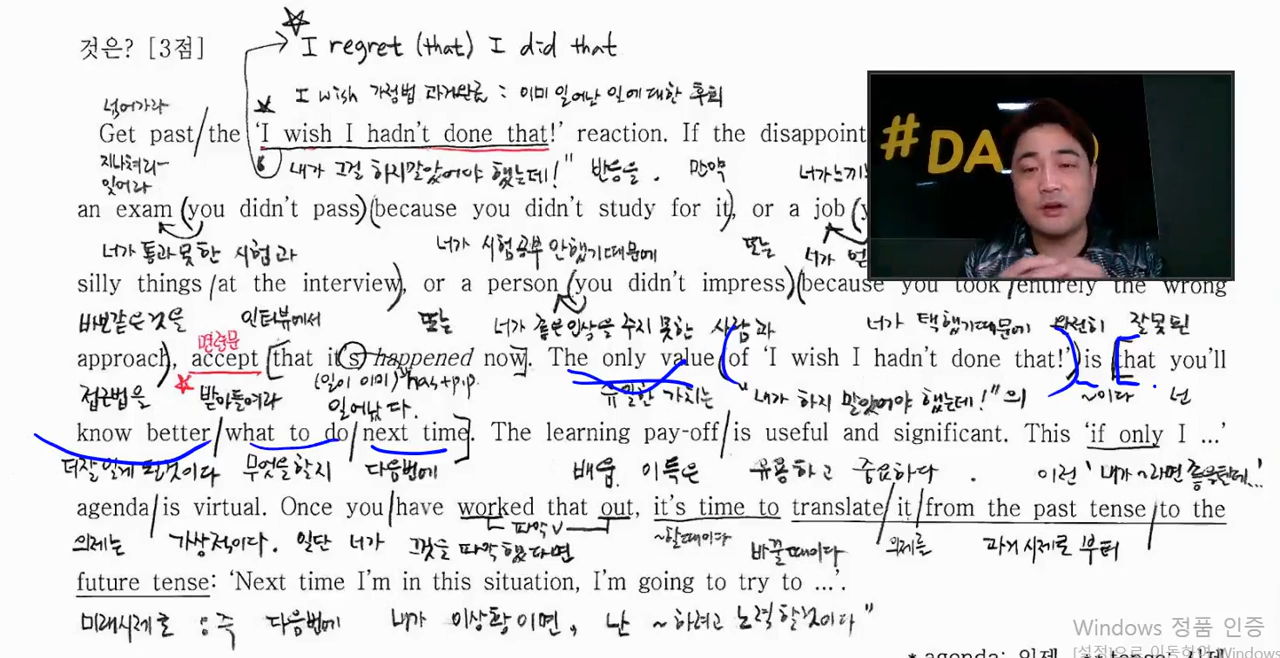 I regret (that) I did that
것은? [3점]
I wish 가정법 과거완료 : 이미 일어난 일에 대한 후회
넘어가라
Get past / the ‘I wish I hadn't done that!’ reaction. If the disappoint
지나쳐라-
잊어라
내가 그걸 하지말았어야 했는데!" 반응을. 만약 너가느끼는
#DA
an exam (you didn't pass) (because you didn't study for it), or a job (y
너가 통과못한 시험과 너가 시험공부 안했기때문에 또는 너가 얻
silly things / at the interview), or a person (you didn't impress) (because you took / entirely the wrong
바보같은것을 인터뷰에서 또는 너가 좋은인상을 주지 못한 사람과 너가 택했기때문에 완전히 잘못된
명령문
approach), accept [that it's happened now]. The only value (of ‘I wish I hadn't done that!’) is [that you'll
접근법을 받아들여라 (일이 이미) has+p.p. 유일한 가치는 "내가 하지 말았어야 했는데!"의 ~이다 넌
일어났다.
know better / what to do / next time]. The learning pay-off / is useful and significant. This ‘if only I ...’
더잘알게 될것이다 무엇을할지 다음번에 배움 이득은 유용하고 중요하다. 이런 '내가 ~라면 좋을텐데..'
agenda / is virtual. Once you / have worked that out, it's time to translate / it / from the past tense / to the
파악V
의제는 가상적이다. 일단 너가 그것을 파악했다면 ~할때이다 바꿀때이다 의제를 과거시제로 부터
future tense: ‘Next time I'm in this situation, I'm going to try to ...’.
미래시제로 : 즉 다음번에 내가 이상황이면, 난 ~하려고 노력할것이다"
Windows 정품 인증
* agenda: 의제 ** tense: 시제